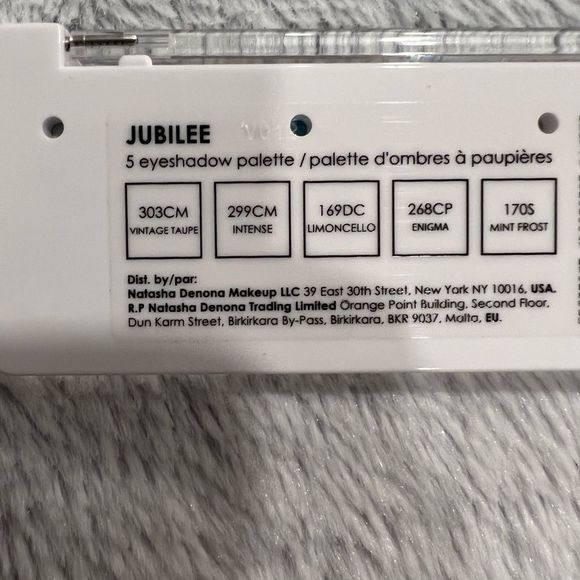 JUBILEE
5 eyeshadow palette / palette d'ombres à paupières
303CM
VINTAGE TAUPE
299CM
INTENSE
169DC
LIMONCELLO
268CP
ENIGMA
170S
MINT FROST
Dist. by/par:
Natasha Denona Makeup LLC 39 East 30th Street, New York NY 10016, USA.
R.P Natasha Denona Trading Limited Orange Point Building, Second Floor,
Dun Karm Street, Birkirkara By-Pass, Birkirkara, BKR 9037, Malta, EU.